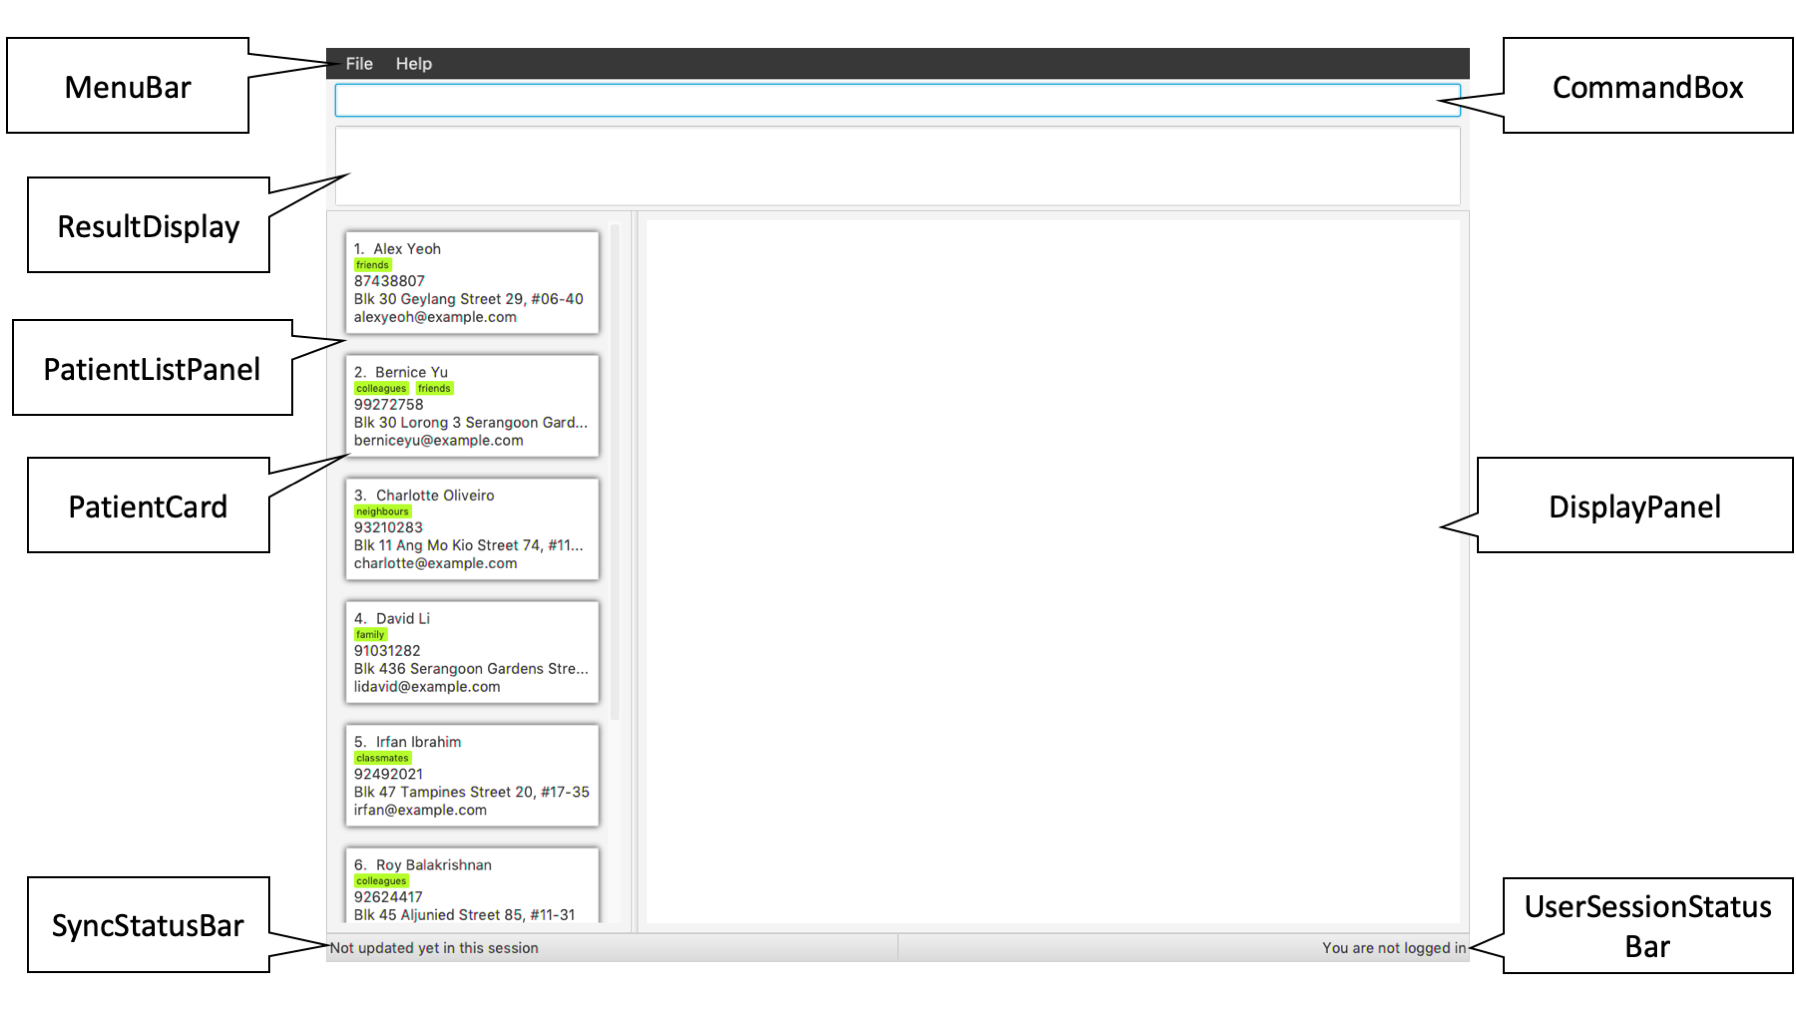 MenuBar
File Help
CommandBox
ResultDisplay
PatientListPanel
PatientCard
1. Alex Yeoh
friends
87438807
Blk 30 Geylang Street 29, #06-40
alexyeoh@example.com
2. Bernice Yu
colleagues friends
99272758
Blk 30 Lorong 3 Serangoon Gard...
berniceyu@example.com
3. Charlotte Oliveiro
neighbours
93210283
Blk 11 Ang Mo Kio Street 74, #11...
charlotte@example.com
4. David Li
family
91031282
Blk 436 Serangoon Gardens Stre...
lidavid@example.com
5. Irfan Ibrahim
classmates
92492021
Blk 47 Tampines Street 20, #17-35
irfan@example.com
6. Roy Balakrishnan
colleagues
92624417
Blk 45 Aljunied Street 85, #11-31
DisplayPanel
SyncStatusBar
Not updated yet in this session
You are not logged in
UserSessionStatus
Bar